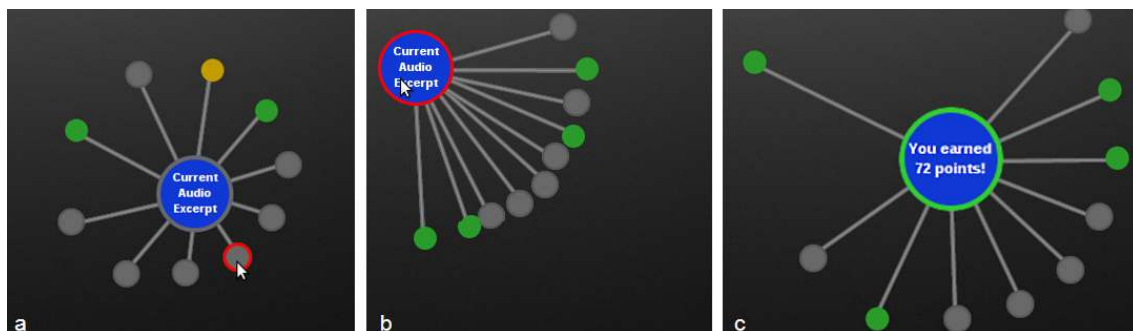 Current
Audio
Excerpt
a
Current
Audio
Excerpt
b
You earned
72 points!
c